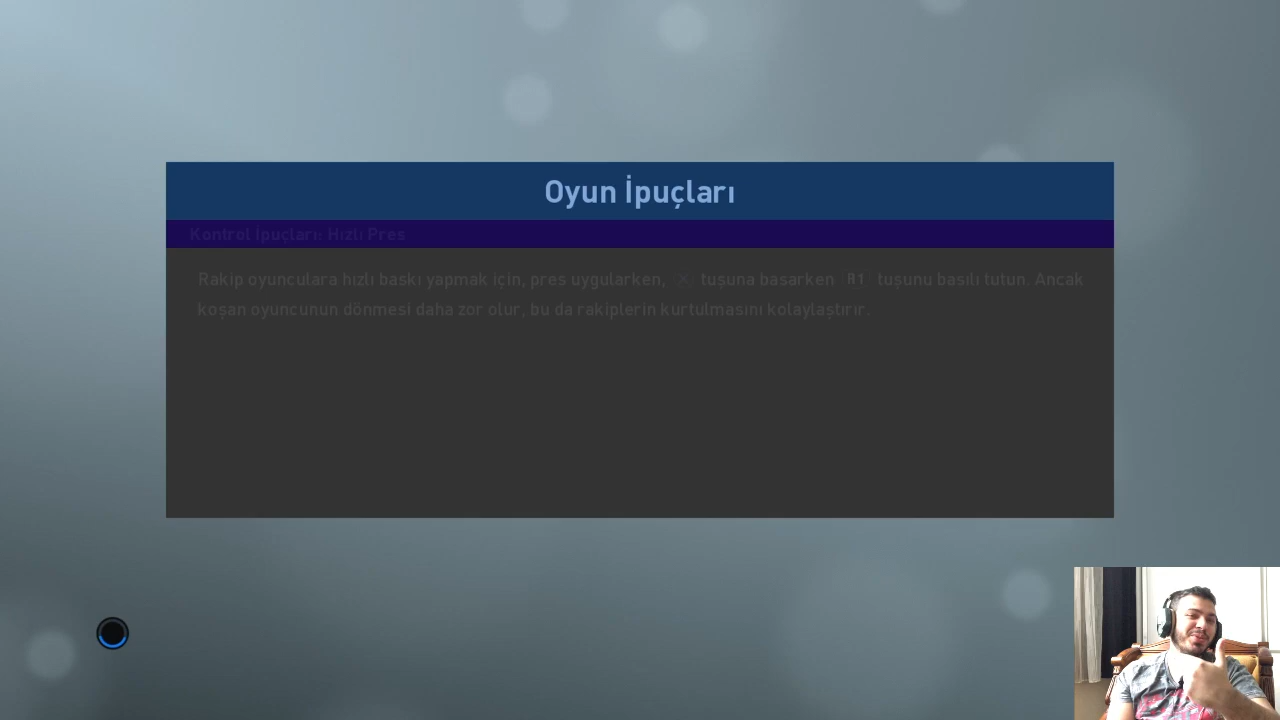 Oyun İpuçları
Kontrol İpuçları: Hızlı Pres
Rakip oyunculara hızlı baskı yapmak için, pres uygularken, ✕ tuşuna basarken R1 tuşunu basılı tutun. Ancak
koşan oyuncunun dönmesi daha zor olur, bu da rakiplerin kurtulmasını kolaylaştırır.